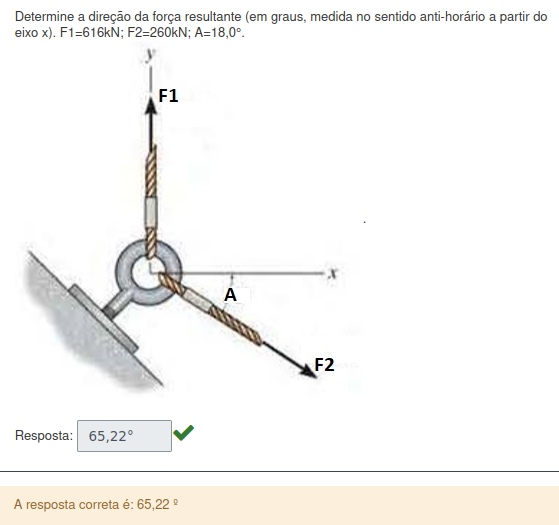 Determine a direção da força resultante (em graus, medida no sentido anti-horário a partir do
eixo x). F1=616kN; F2=260kN; A=18,0°.
y
F1
x
A
F2
Resposta: 65,22°
A resposta correta é: 65,22 º